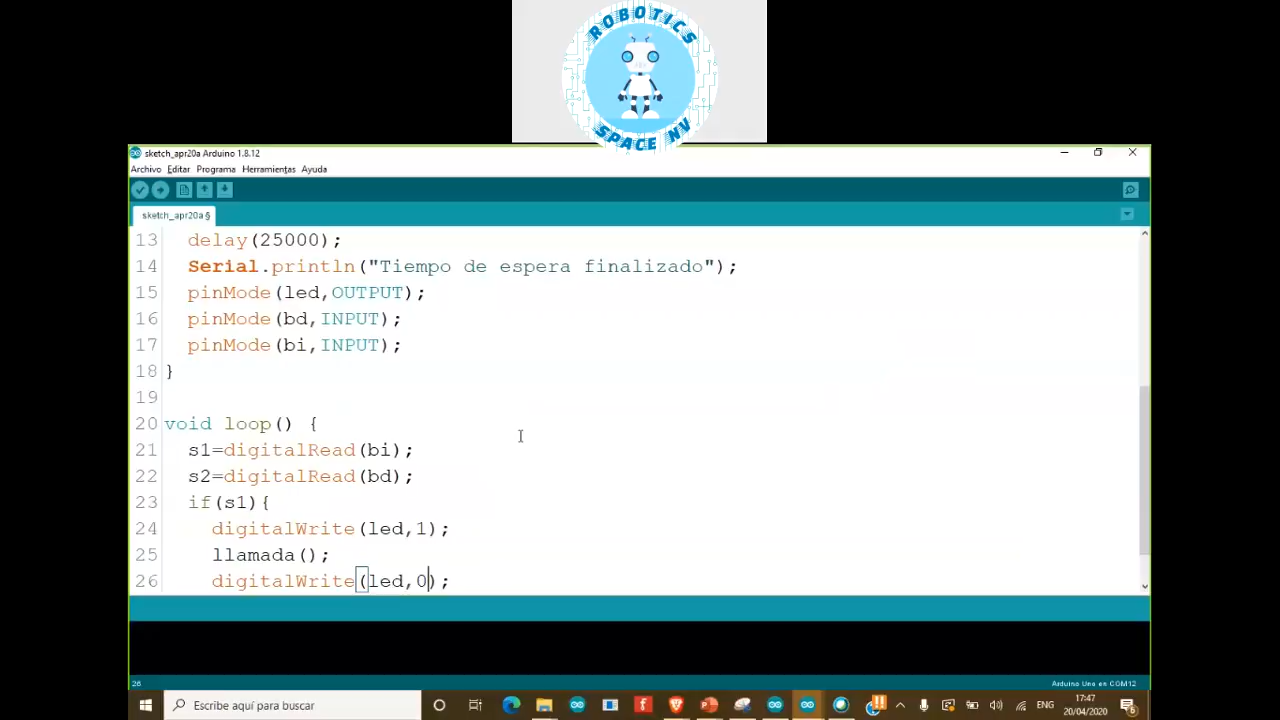 ROBOTICS
SPACE NV
sketch_apr20a Arduino 1.8.12
Archivo Editar Programa Herramientas Ayuda
sketch_apr20a §
13 delay(25000);
14 Serial.println("Tiempo de espera finalizado");
15 pinMode(led,OUTPUT);
16 pinMode(bd,INPUT);
17 pinMode(bi,INPUT);
18 }
19
20 void loop() {
21 s1=digitalRead(bi);
22 s2=digitalRead(bd);
23 if(s1){
24 digitalWrite(led,1);
25 llamada();
26 digitalWrite(led,0);
26
Arduino Uno en COM12
Escribe aquí para buscar
ENG
17:47
20/04/2020
6